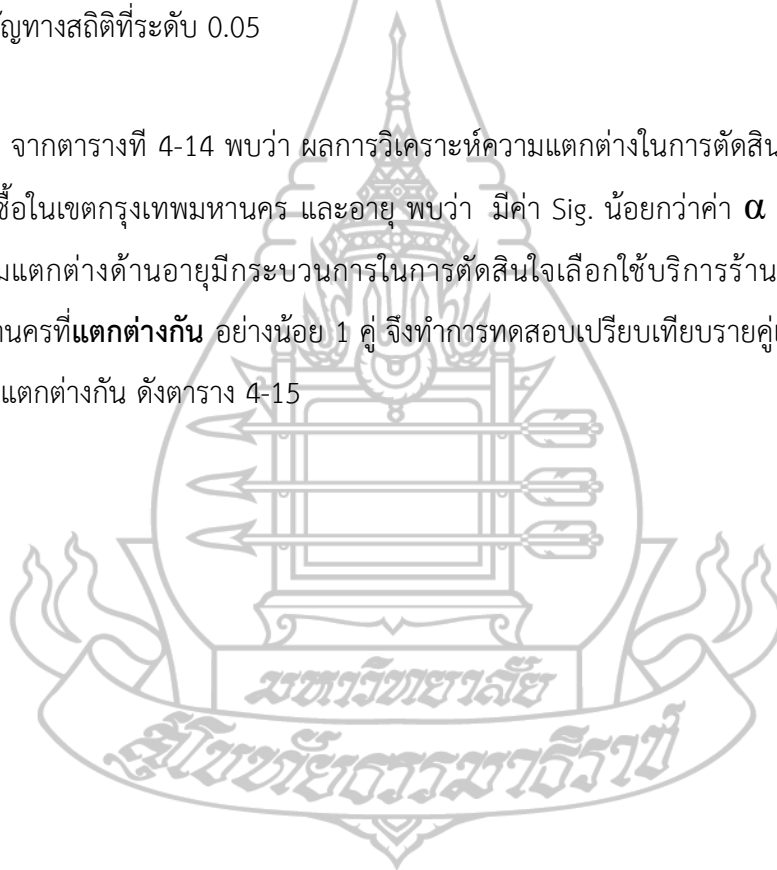 ัญทางสถิติที่ระดับ 0.05
จากตารางที 4-14 พบว่า ผลการวิเคราะห์ความแตกต่างในการตัดสิน
ซื้อในเขตกรุงเทพมหานคร และอายุ พบว่า มีค่า Sig. น้อยกว่าค่า α
มแตกต่างด้านอายุมีกระบวนการในการตัดสินใจเลือกใช้บริการร้าน
านครที่แตกต่างกัน อย่างน้อย 1 คู่ จึงทำการทดสอบเปรียบเทียบรายคู่เ
แตกต่างกัน ดังตาราง 4-15
มหาวิทยาลัย
สุโขทัยธรรมาธิราช